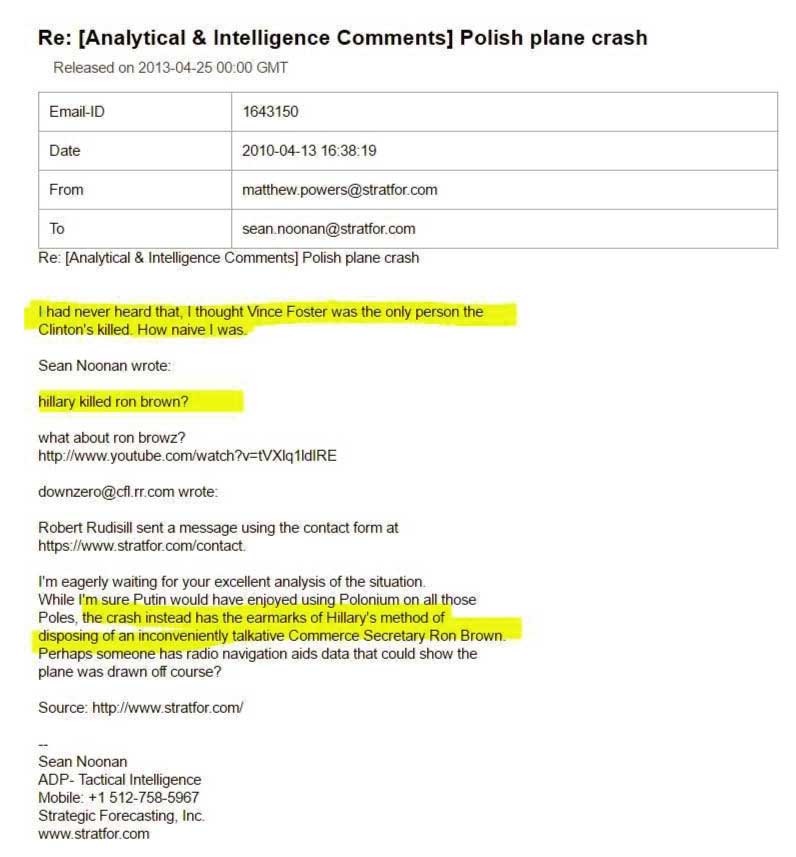 Re: [Analytical & Intelligence Comments] Polish plane crash
Released on 2013-04-25 00:00 GMT
Email-ID 1643150
Date 2010-04-13 16:38:19
From matthew.powers@stratfor.com
To sean.noonan@stratfor.com
Re: [Analytical & Intelligence Comments] Polish plane crash
I had never heard that, I thought Vince Foster was the only person the
Clinton's killed. How naive I was.
Sean Noonan wrote:
hillary killed ron brown?
what about ron browz?
http://www.youtube.com/watch?v=tVXIq1ldIRE
downzero@cfl.rr.com wrote:
Robert Rudisill sent a message using the contact form at
https://www.stratfor.com/contact.
I'm eagerly waiting for your excellent analysis of the situation.
While I'm sure Putin would have enjoyed using Polonium on all those
Poles, the crash instead has the earmarks of Hillary's method of
disposing of an inconveniently talkative Commerce Secretary Ron Brown.
Perhaps someone has radio navigation aids data that could show the
plane was drawn off course?
Source: http://www.stratfor.com/
--
Sean Noonan
ADP- Tactical Intelligence
Mobile: +1 512-758-5967
Strategic Forecasting, Inc.
www.stratfor.com